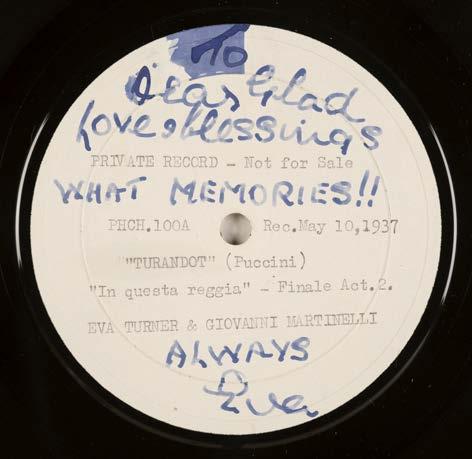 To
Dear Glad
Love & blessings
PRIVATE RECORD - Not for Sale
WHAT MEMORIES!!
PHCH.100A Rec.May 10,1937
"TURANDOT" (Puccini)
"In questa reggia" - Finale Act.2.
EVA TURNER & GIOVANNI MARTINELLI
ALWAYS
Eva